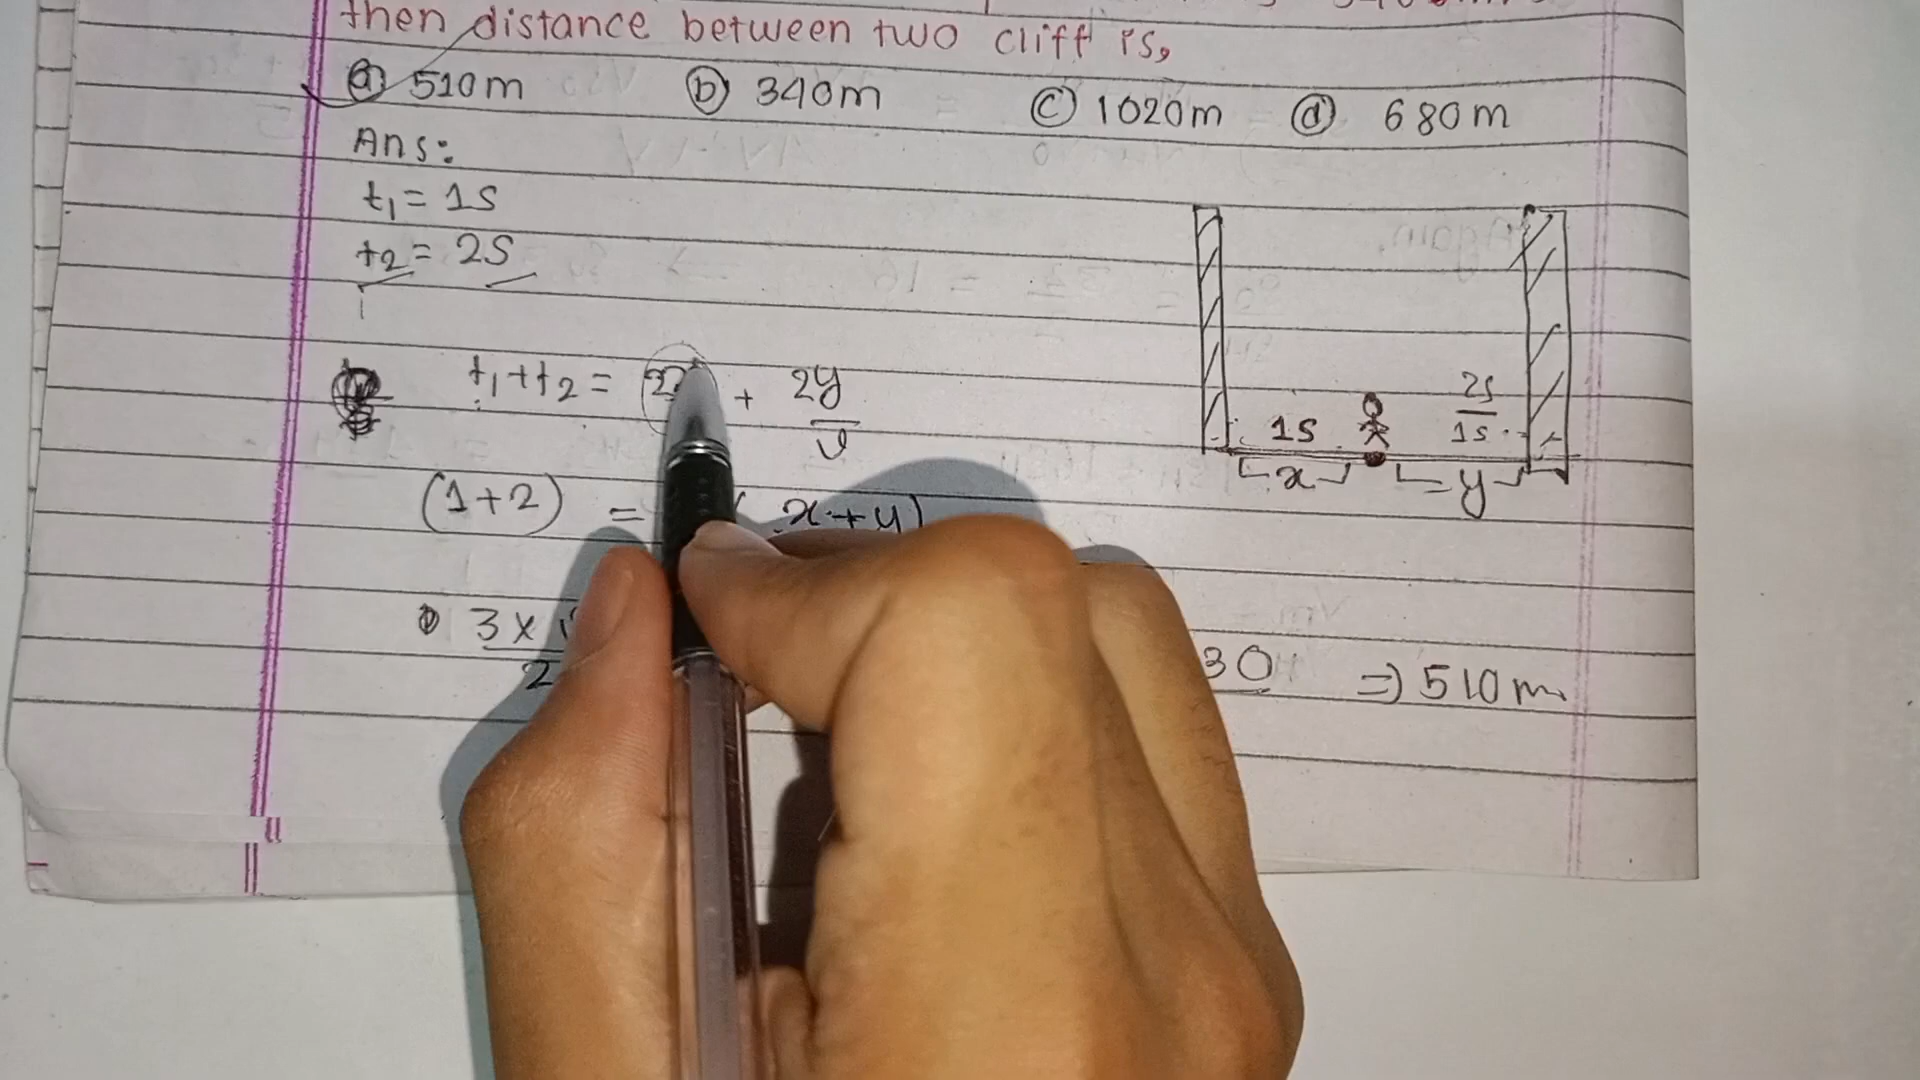 then distance between two cliff is,
(a) 510m (b) 340m (c) 1020m (d) 680m
Ans:
t₁ = 1S
t₂ = 2S
t₁+t₂ = + 2y/v
(1+2) = x+y)
3 x
2
30 => 510 m
1S
2s
1s
x
y